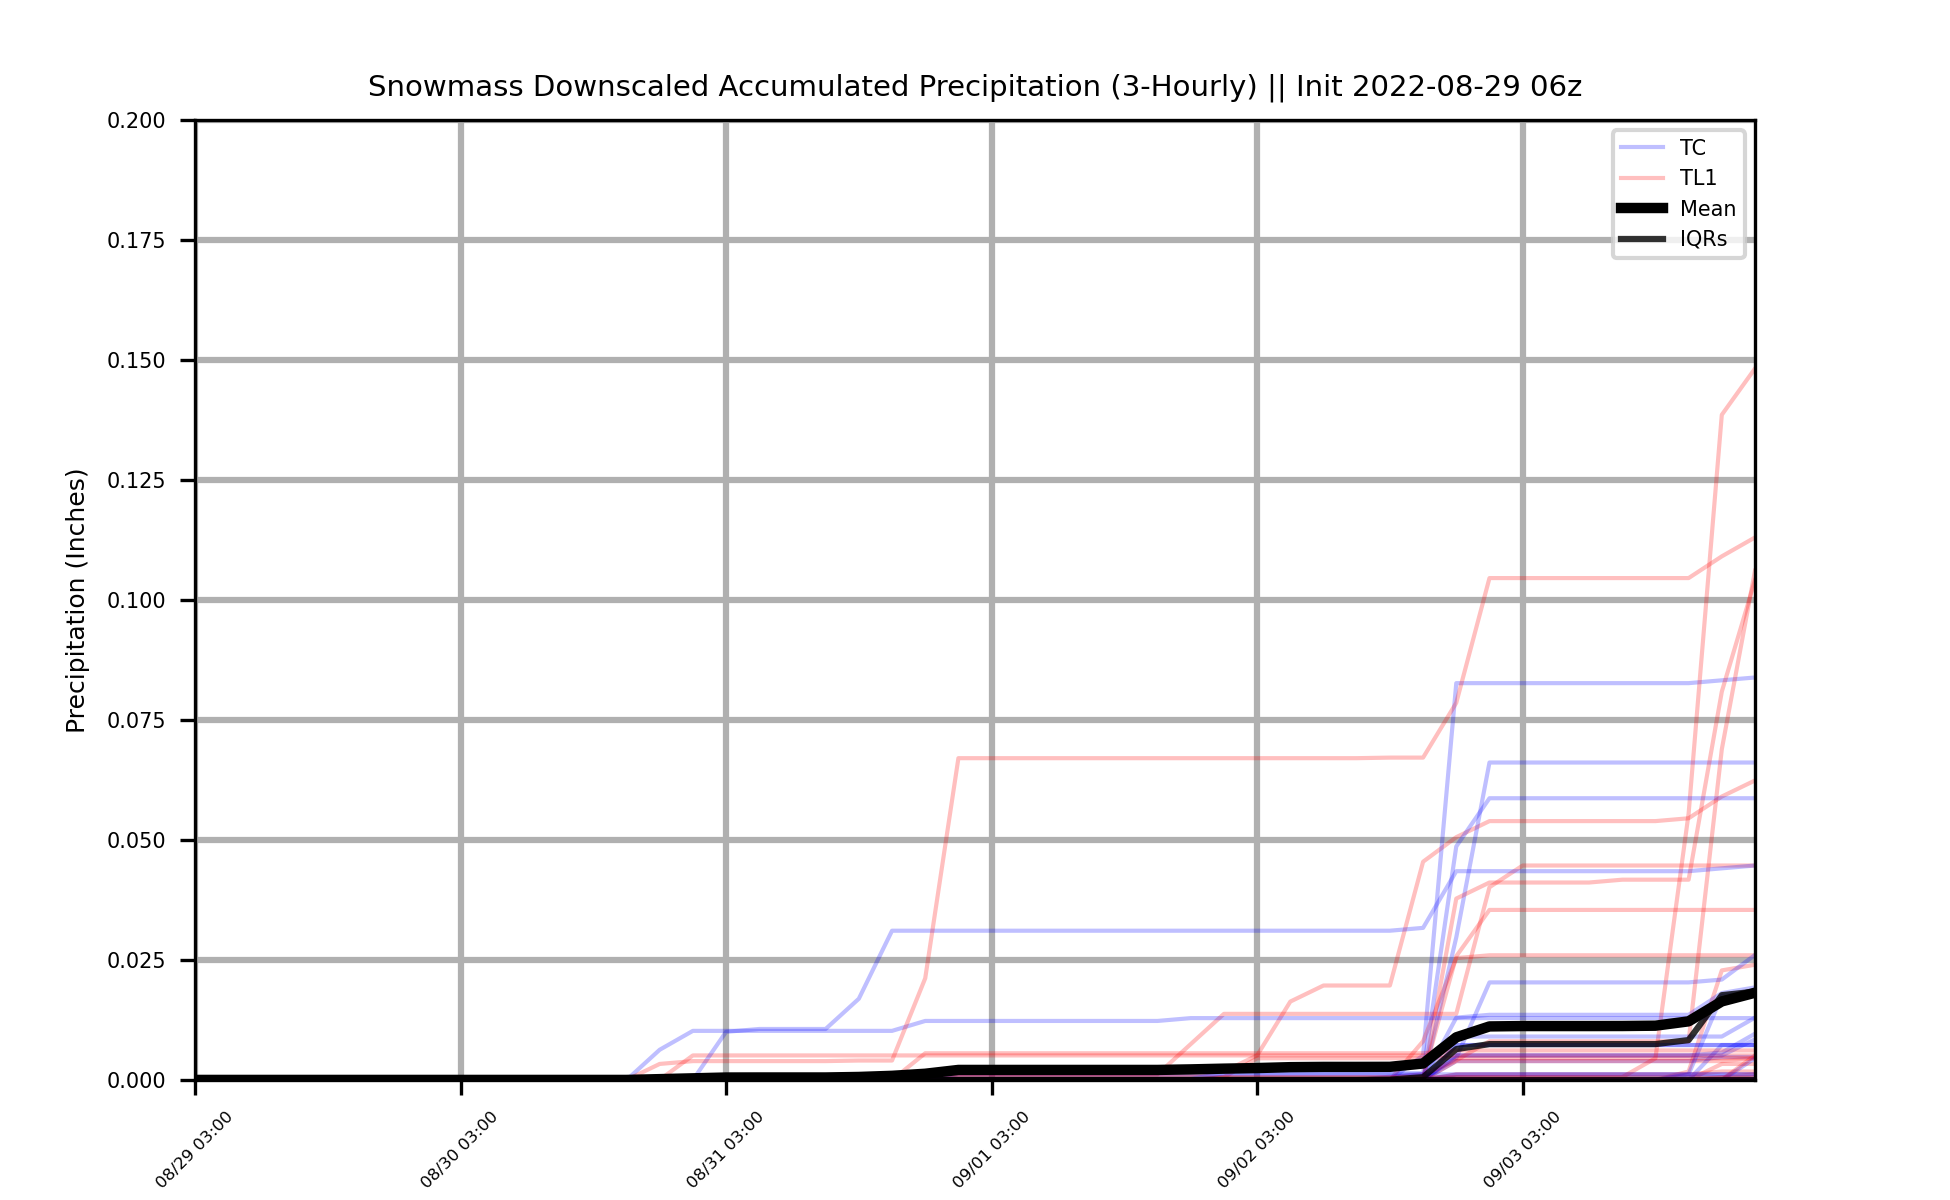 Snowmass Downscaled Accumulated Precipitation (3-Hourly) || Init 2022-08-29 06z
TC
TL1
Mean
IQRs
Precipitation (Inches)
0.200
0.175
0.150
0.125
0.100
0.075
0.050
0.025
0.000
08/29 03:00
08/30 03:00
08/31 03:00
09/01 03:00
09/02 03:00
09/03 03:00